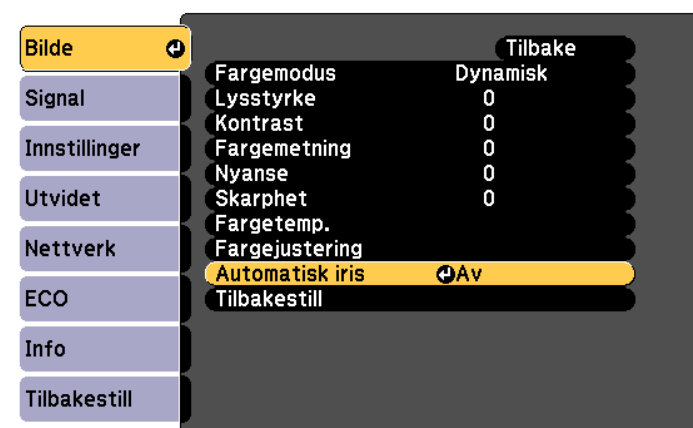 Bilde
Signal
Innstillinger
Utvidet
Nettverk
ECO
Info
Tilbakestill
Tilbake
Fargemodus Dynamisk
Lysstyrke 0
Kontrast 0
Fargemetning 0
Nyanse 0
Skarphet 0
Fargetemp.
Fargejustering
Automatisk iris Av
Tilbakestill